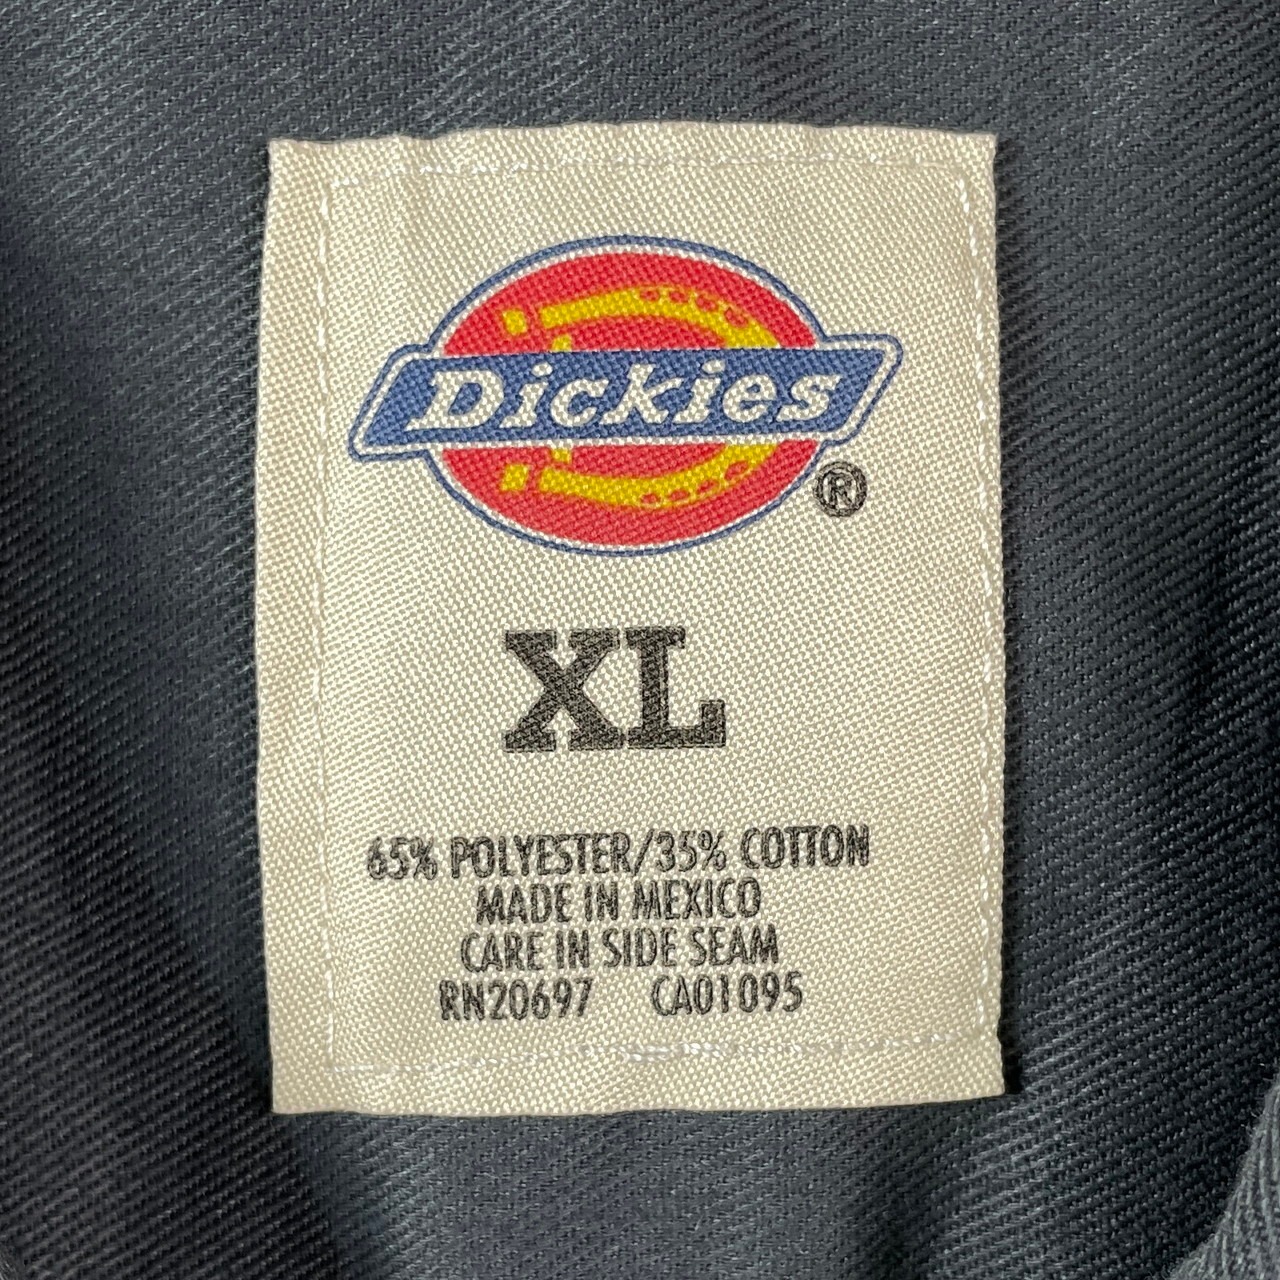 Dickies
®
XL
65% POLYESTER/35% COTTON
MADE IN MEXICO
CARE IN SIDE SEAM
RN20697 CA01095